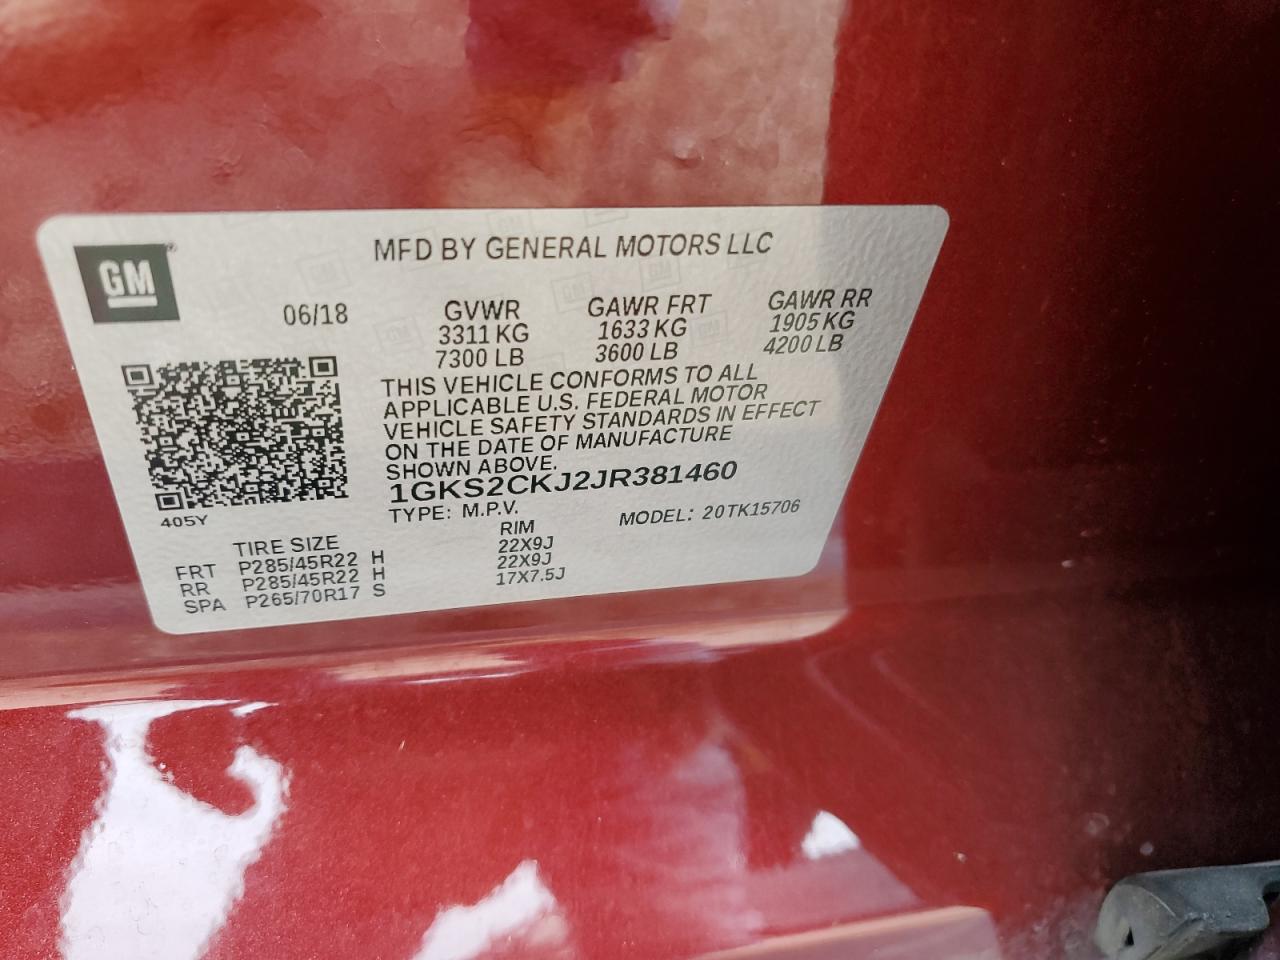 GM
MFD BY GENERAL MOTORS LLC
06/18
GVWR GAWR FRT GAWR RR
3311 KG 1633 KG 1905 KG
7300 LB 3600 LB 4200 LB
THIS VEHICLE CONFORMS TO ALL
APPLICABLE U.S. FEDERAL MOTOR
VEHICLE SAFETY STANDARDS IN EFFECT
ON THE DATE OF MANUFACTURE
SHOWN ABOVE.
1GKS2CKJ2JR381460
405Y
TYPE: M.P.V. MODEL: 20TK15706
TIRE SIZE RIM
FRT P285/45R22 H 22X9J
RR P285/45R22 H 22X9J
SPA P265/70R17 S 17X7.5J